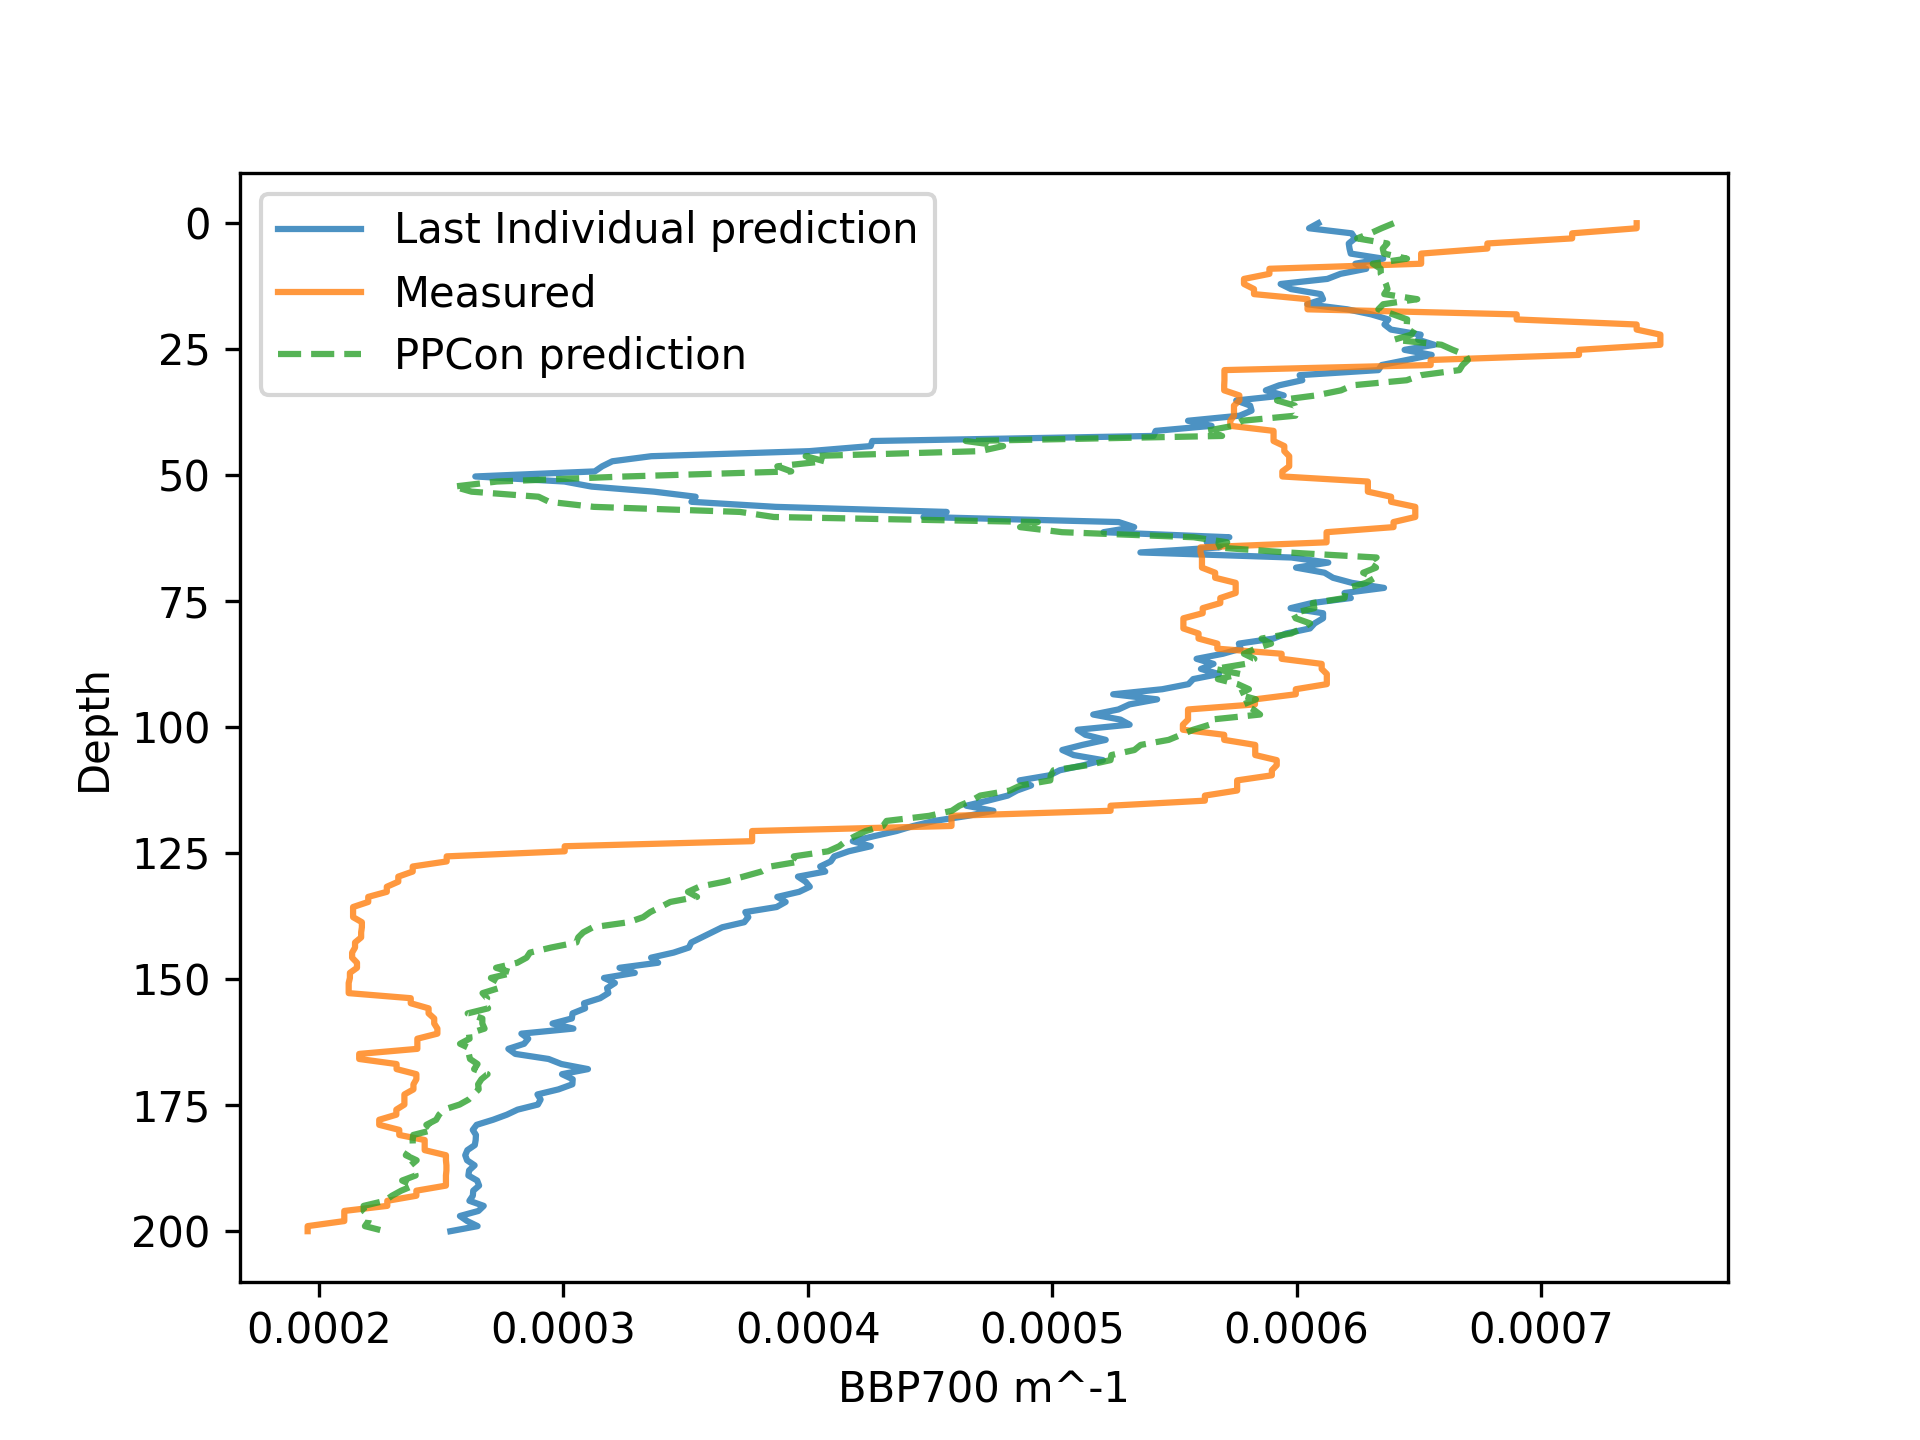 Last Individual prediction
Measured
PPCon prediction
0
25
50
75
100
125
150
175
200
Depth
0.0002 0.0003 0.0004 0.0005 0.0006 0.0007
BBP700 m^-1